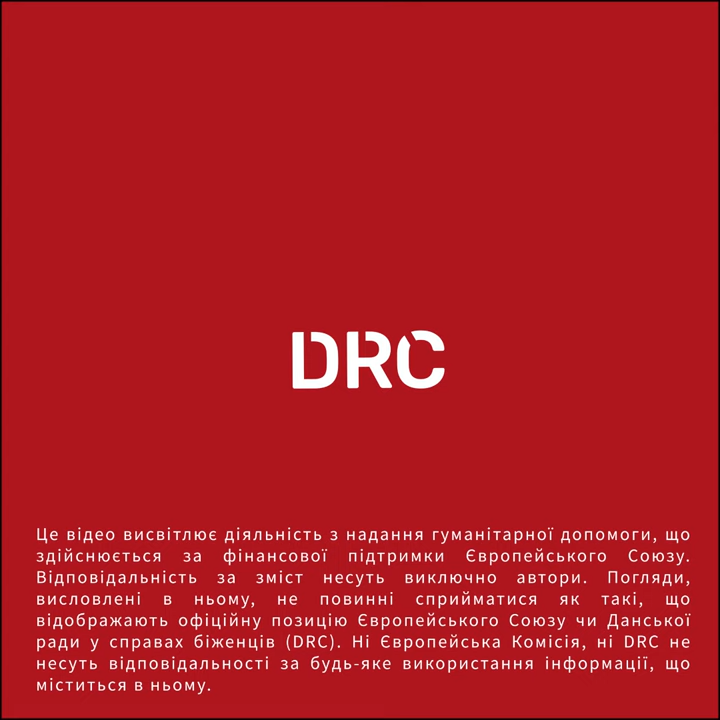 DRC
Це відео висвітлює діяльність з надання гуманітарної допомоги, що
здійснюється за фінансової підтримки Європейського Союзу.
Відповідальність за зміст несуть виключно автори. Погляди,
висловлені в ньому, не повинні сприйматися як такі, що
відображають офіційну позицію Європейського Союзу чи Данської
ради у справах біженців (DRC). Ні Європейська Комісія, ні DRC не
несуть відповідальності за будь-яке використання інформації, що
міститься в ньому.